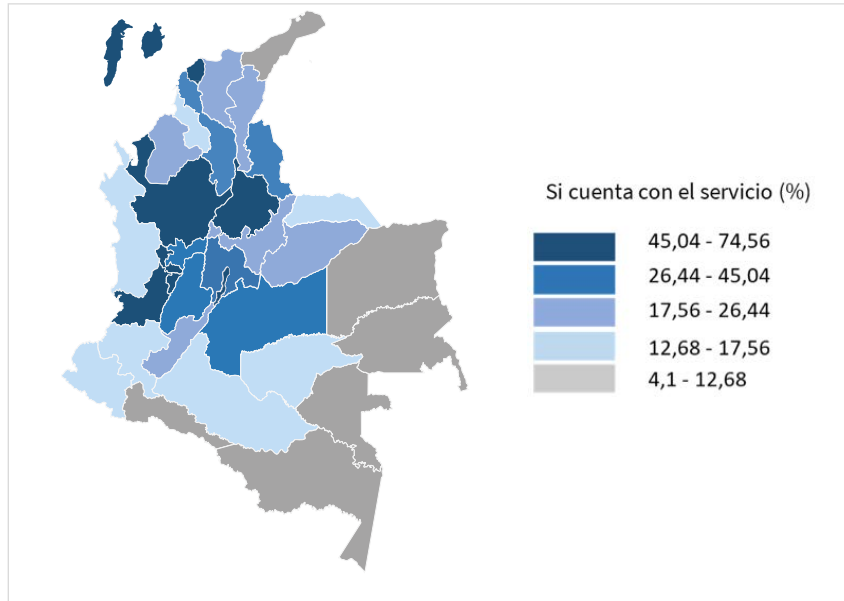 Si cuenta con el servicio (%)
45,04 - 74,56
26,44 - 45,04
17,56 - 26,44
12,68 - 17,56
4,1 - 12,68